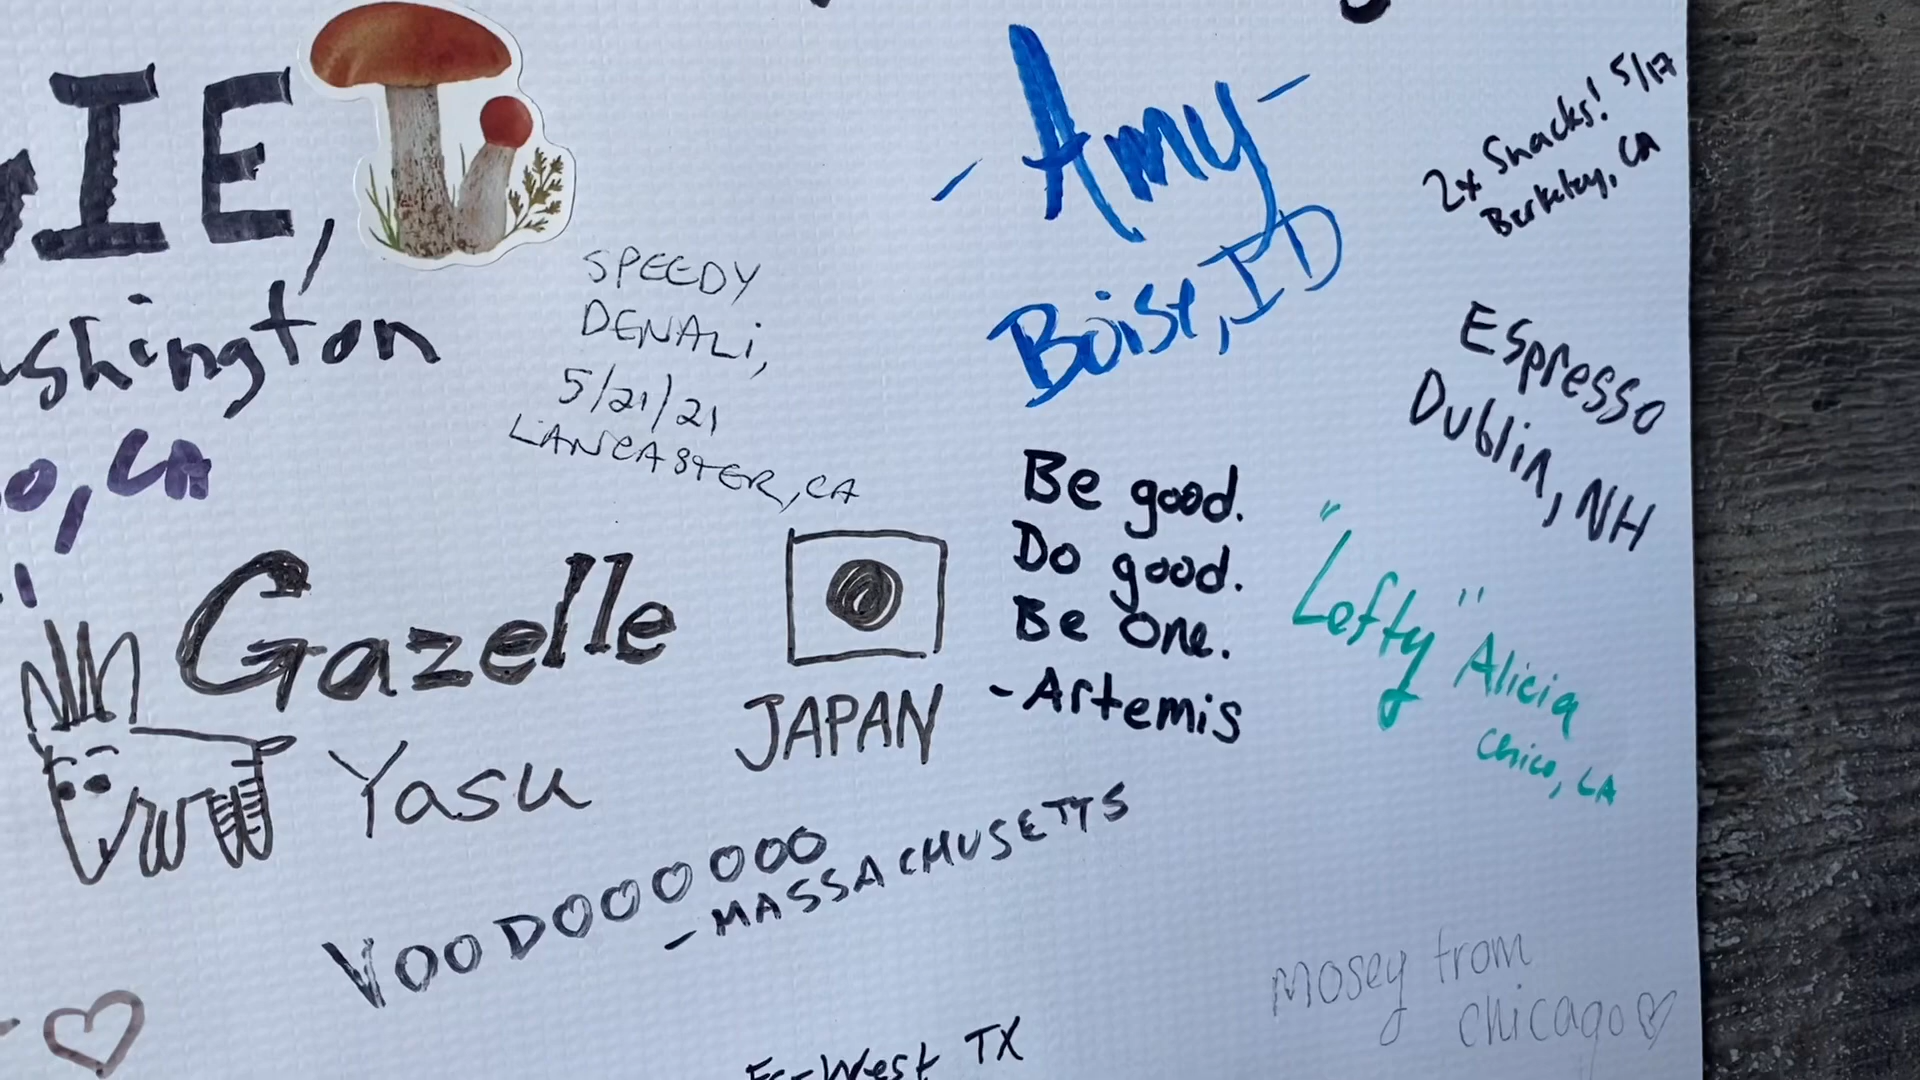 IE,
shington
o, CA
SPEEDY
DENALI,
5/21/21
LANCASTER, CA
-Amy-
Boise, ID
2x Snacks! 5/17
Berkeley, CA
Espresso
Dublin, NH
Gazelle
Yasu
JAPAN
Be good.
Do good.
Be One.
-Artemis
"Lefty" Alicia
Chico, CA
VOODOOOOOOO
-MASSACHUSETTS
mosey from
chicago
West TX